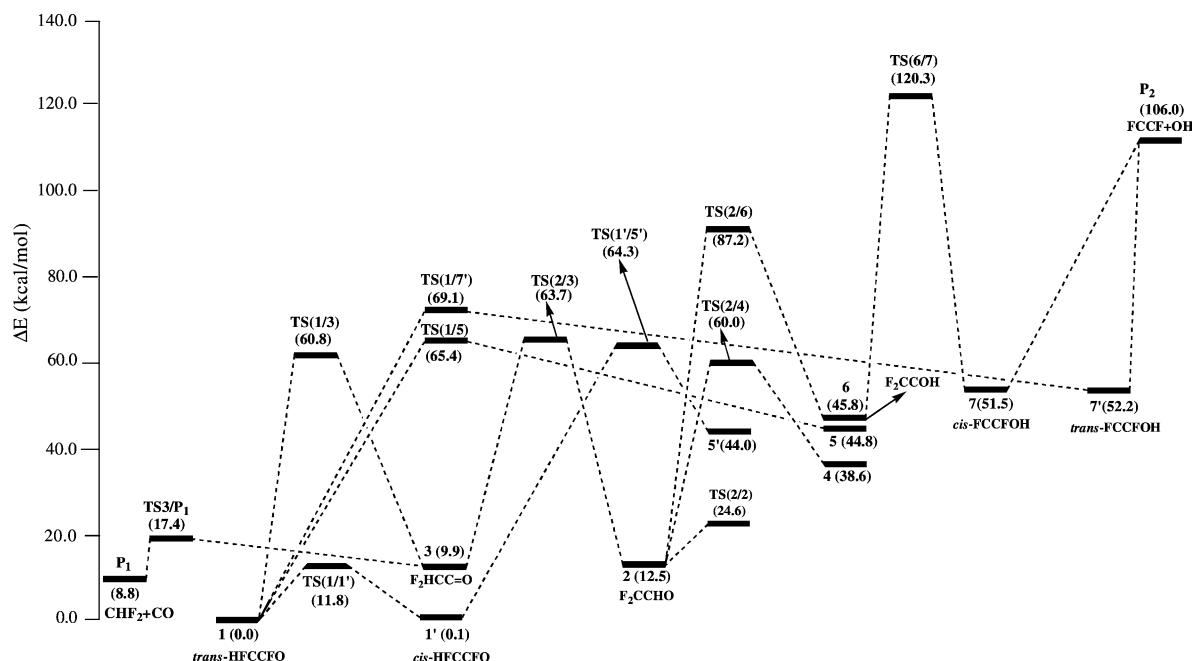 140.0
120.0
100.0
80.0
60.0
40.0
20.0
0.0
ΔE (kcal/mol)
P₁
(8.8)
CHF₂+CO
TS3/P₁
(17.4)
1 (0.0)
trans-HFCCFO
TS(1/3)
(60.8)
TS(1/1')
(11.8)
TS(1/7')
(69.1)
TS(1/5)
(65.4)
3 (9.9)
F₂HCC=O
1' (0.1)
cis-HFCCFO
TS(2/3)
(63.7)
TS(1'/5')
(64.3)
2 (12.5)
F₂CCHO
TS(2/6)
(87.2)
TS(2/4)
(60.0)
5'(44.0)
TS(2/2)
(24.6)
6
(45.8)
F₂CCOH
5 (44.8)
4 (38.6)
TS(6/7)
(120.3)
7(51.5)
cis-FCCFOH
7'(52.2)
trans-FCCFOH
P₂
(106.0)
FCCF+OH